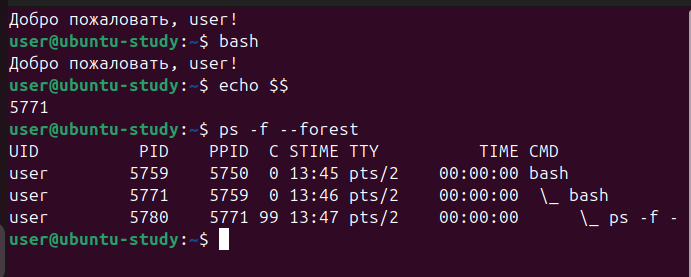 Добро пожаловать, user!
user@ubuntu-study:~$ bash
Добро пожаловать, user!
user@ubuntu-study:~$ echo $$
5771
user@ubuntu-study:~$ ps -f --forest
UID          PID    PPID  C STIME TTY          TIME CMD
user        5759    5750  0 13:45 pts/2    00:00:00 bash
user        5771    5759  0 13:46 pts/2    00:00:00  \_ bash
user        5780    5771 99 13:47 pts/2    00:00:00      \_ ps -f -
user@ubuntu-study:~$